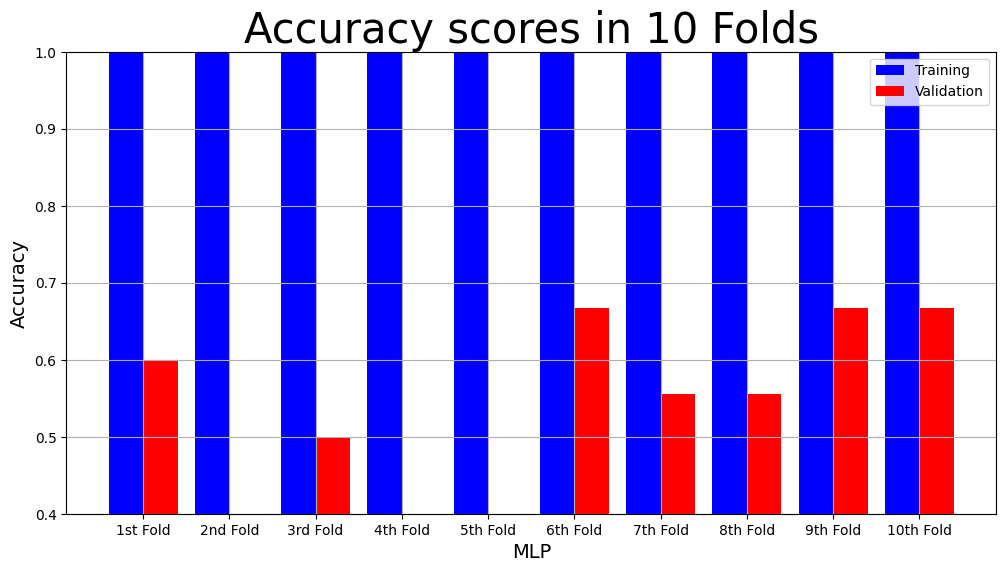 Accuracy scores in 10 Folds
1.0
0.9
0.8
0.7
0.6
0.5
0.4
Accuracy
Training
Validation
1st Fold 2nd Fold 3rd Fold 4th Fold 5th Fold 6th Fold 7th Fold 8th Fold 9th Fold 10th Fold
MLP